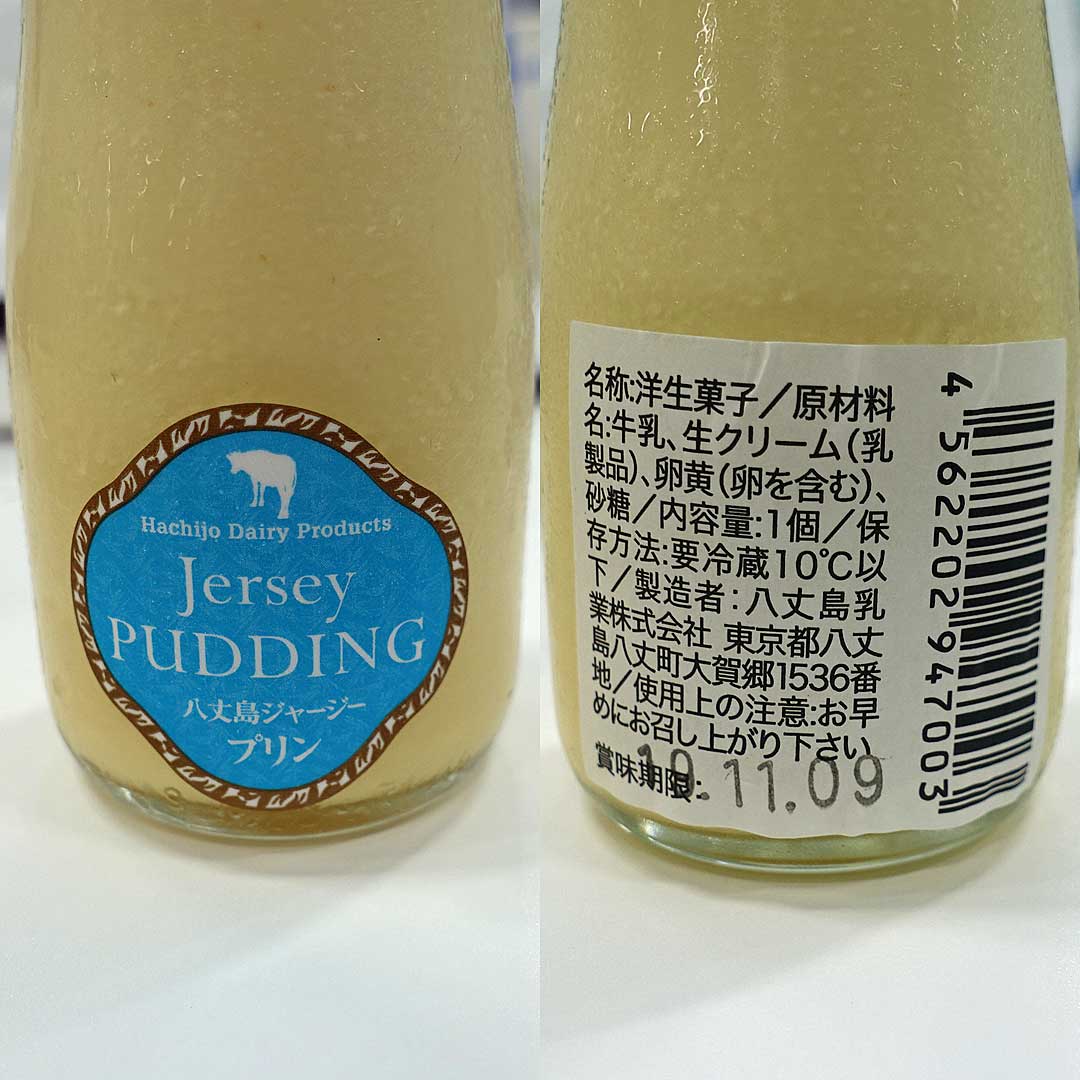 Hachijo Dairy Products
Jersey
PUDDING
八丈島ジャージー
プリン
名称:洋生菓子/原材料
名:牛乳、生クリーム(乳
製品)、卵黄(卵を含む)、
砂糖/内容量:1個/保
存方法:要冷蔵10℃以
下/製造者:八丈島乳
業株式会社 東京都八丈
島八丈町大賀郷1536番
地/使用上の注意:お早
めにお召し上がり下さい
賞味期限: 19.11.09
4 562202 947003